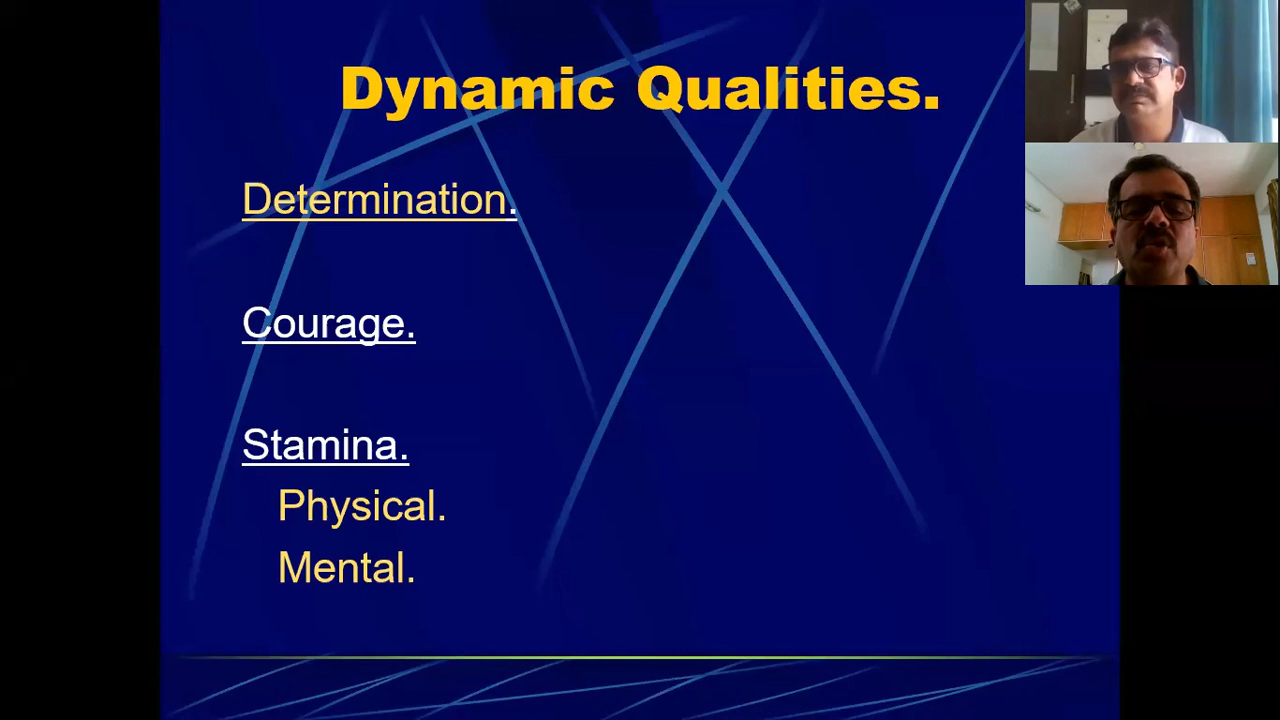 Dynamic Qualities.
Determination.
Courage.
Stamina.
Physical.
Mental.